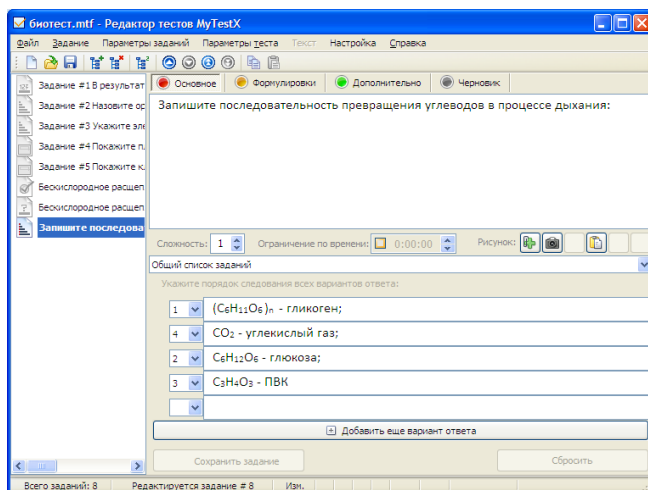 биотест.mtf - Редактор тестов MyTestX
Файл Задание Параметры заданий Параметры теста Текст Настройка Справка
Задание #1 В результат
Задание #2 Назовите ор
Задание #3 Укажите эле
Задание #4 Покажите п.
Задание #5 Покажите к.
Бескислородное расщеп
Бескислородное расщеп
Запишите последова
Основное Формулировки Дополнительно Черновик
Запишите последовательность превращения углеводов в процессе дыхания:
Сложность: 1 Ограничение по времени: 0:00:00 Рисунок:
Общий список заданий
Укажите порядок следования всех вариантов ответа:
1 (C₆H₁₁O₆)ₙ - гликоген;
4 CO₂ - углекислый газ;
2 C₆H₁₂O₆ - глюкоза;
3 C₃H₄O₃ - ПВК
Добавить еще вариант ответа
Сохранить задание Сбросить
Всего заданий: 8 Редактируется задание # 8 Изм.